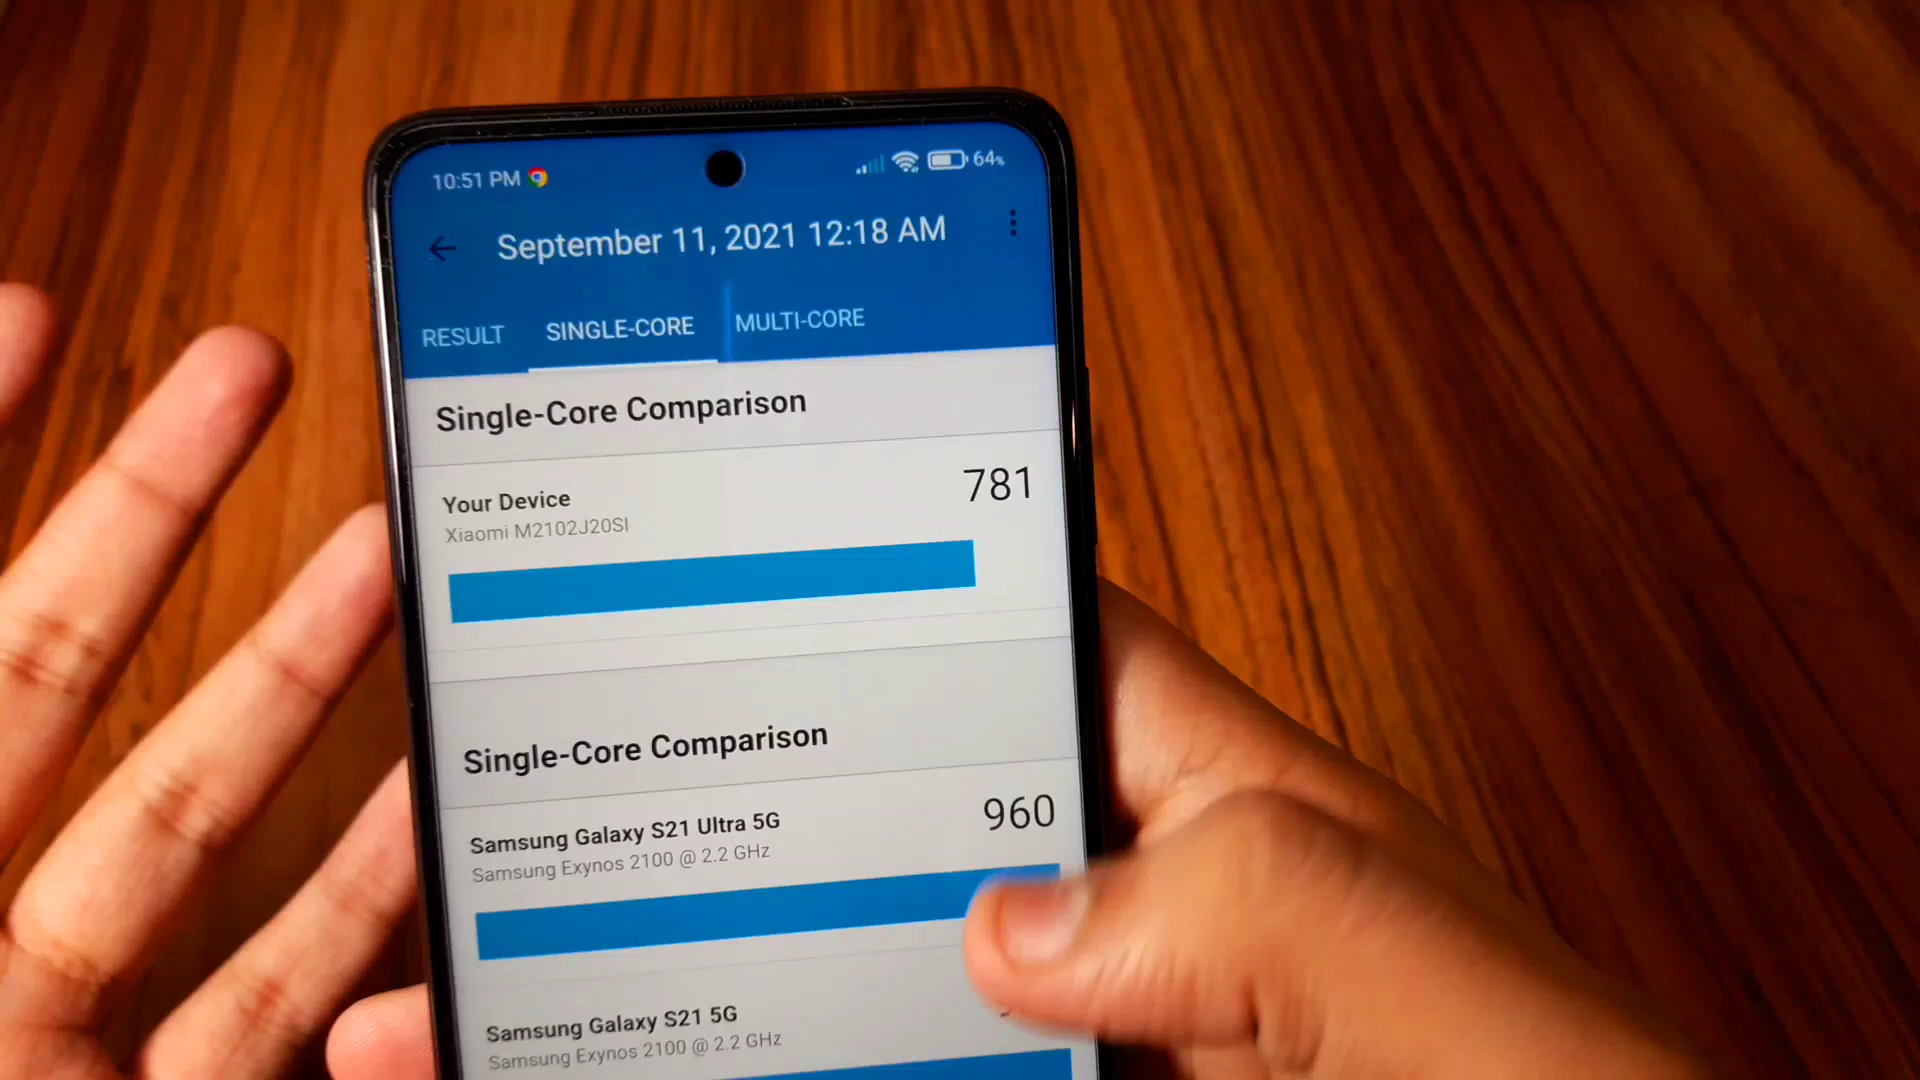 10:51 PM
64%
September 11, 2021 12:18 AM
RESULT SINGLE-CORE MULTI-CORE
Single-Core Comparison
Your Device
781
Xiaomi M2102J20SI
Single-Core Comparison
Samsung Galaxy S21 Ultra 5G
960
Samsung Exynos 2100 @ 2.2 GHz
Samsung Galaxy S21 5G
Samsung Exynos 2100 @ 2.2 GHz